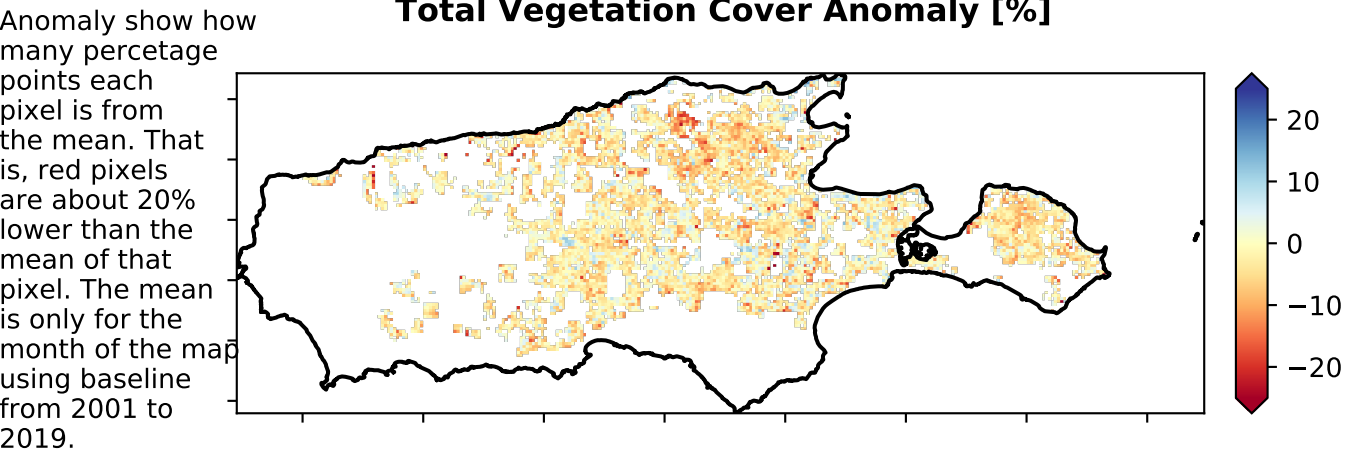 Total Vegetation Cover Anomaly [%]
Anomaly show how
many percetage
points each
pixel is from
the mean. That
is, red pixels
are about 20%
lower than the
mean of that
pixel. The mean
is only for the
month of the map
using baseline
from 2001 to
2019.
20
10
0
−10
−20